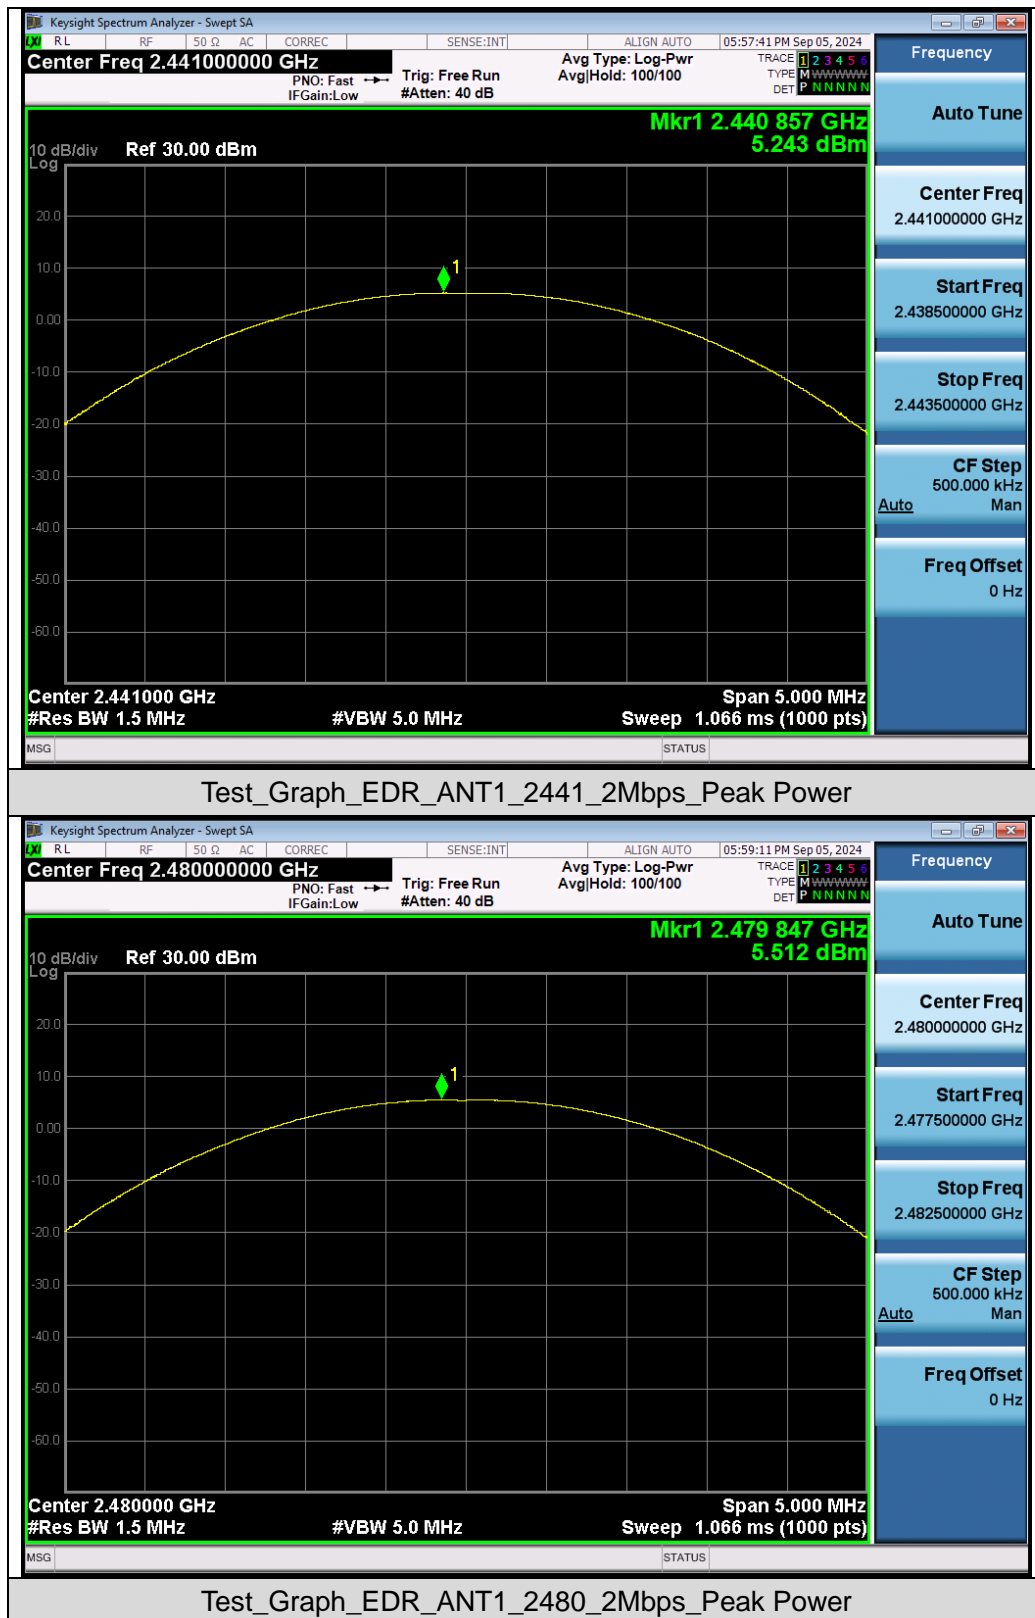 Keysight Spectrum Analyzer - Swept SA
LXI RL RF 50 Ω AC CORREC SENSE:INT ALIGN AUTO 05:57:41 PM Sep 05, 2024
Center Freq 2.441000000 GHz
PNO: Fast
IFGain:Low
Trig: Free Run
#Atten: 40 dB
Avg Type: Log-Pwr
Avg|Hold: 100/100
TRACE 1 2 3 4 5 6
TYPE M WWWWW
DET P N N N N N
Mkr1 2.440 857 GHz
5.243 dBm
10 dB/div Ref 30.00 dBm
Log
20.0
10.0
1
0.00
-10.0
-20.0
-30.0
-40.0
-50.0
-60.0
Center 2.441000 GHz Span 5.000 MHz
#Res BW 1.5 MHz #VBW 5.0 MHz Sweep 1.066 ms (1000 pts)
MSG STATUS
Frequency
Auto Tune
Center Freq
2.441000000 GHz
Start Freq
2.438500000 GHz
Stop Freq
2.443500000 GHz
CF Step
500.000 kHz
Auto Man
Freq Offset
0 Hz
Test_Graph_EDR_ANT1_2441_2Mbps_Peak Power
Keysight Spectrum Analyzer - Swept SA
LXI RL RF 50 Ω AC CORREC SENSE:INT ALIGN AUTO 05:59:11 PM Sep 05, 2024
Center Freq 2.480000000 GHz
PNO: Fast
IFGain:Low
Trig: Free Run
#Atten: 40 dB
Avg Type: Log-Pwr
Avg|Hold: 100/100
TRACE 1 2 3 4 5 6
TYPE M WWWWW
DET P N N N N N
Mkr1 2.479 847 GHz
5.512 dBm
10 dB/div Ref 30.00 dBm
Log
20.0
10.0
1
0.00
-10.0
-20.0
-30.0
-40.0
-50.0
-60.0
Center 2.480000 GHz Span 5.000 MHz
#Res BW 1.5 MHz #VBW 5.0 MHz Sweep 1.066 ms (1000 pts)
MSG STATUS
Frequency
Auto Tune
Center Freq
2.480000000 GHz
Start Freq
2.477500000 GHz
Stop Freq
2.482500000 GHz
CF Step
500.000 kHz
Auto Man
Freq Offset
0 Hz
Test_Graph_EDR_ANT1_2480_2Mbps_Peak Power